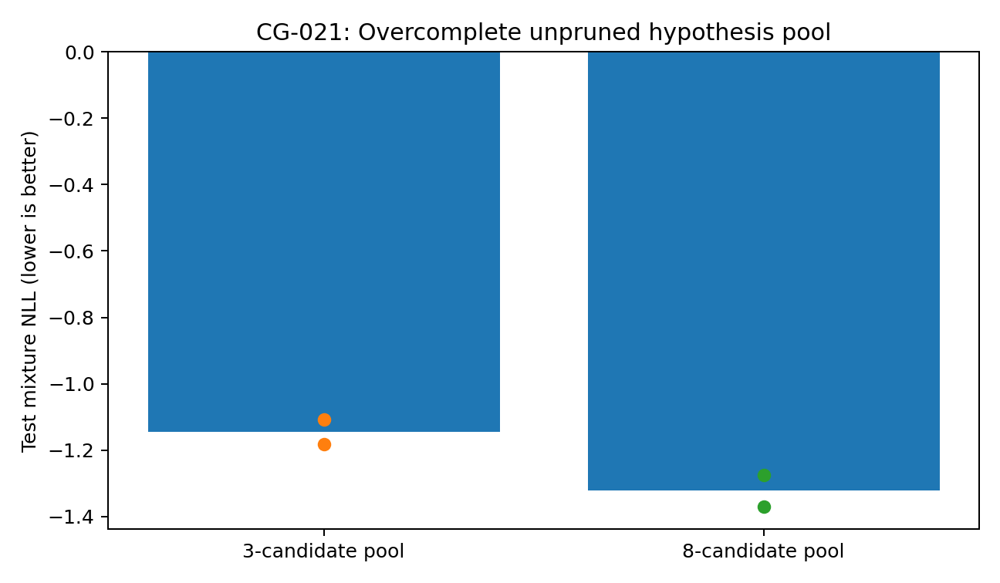 CG-021: Overcomplete unpruned hypothesis pool
Test mixture NLL (lower is better)
0.0
−0.2
−0.4
−0.6
−0.8
−1.0
−1.2
−1.4
3-candidate pool
8-candidate pool